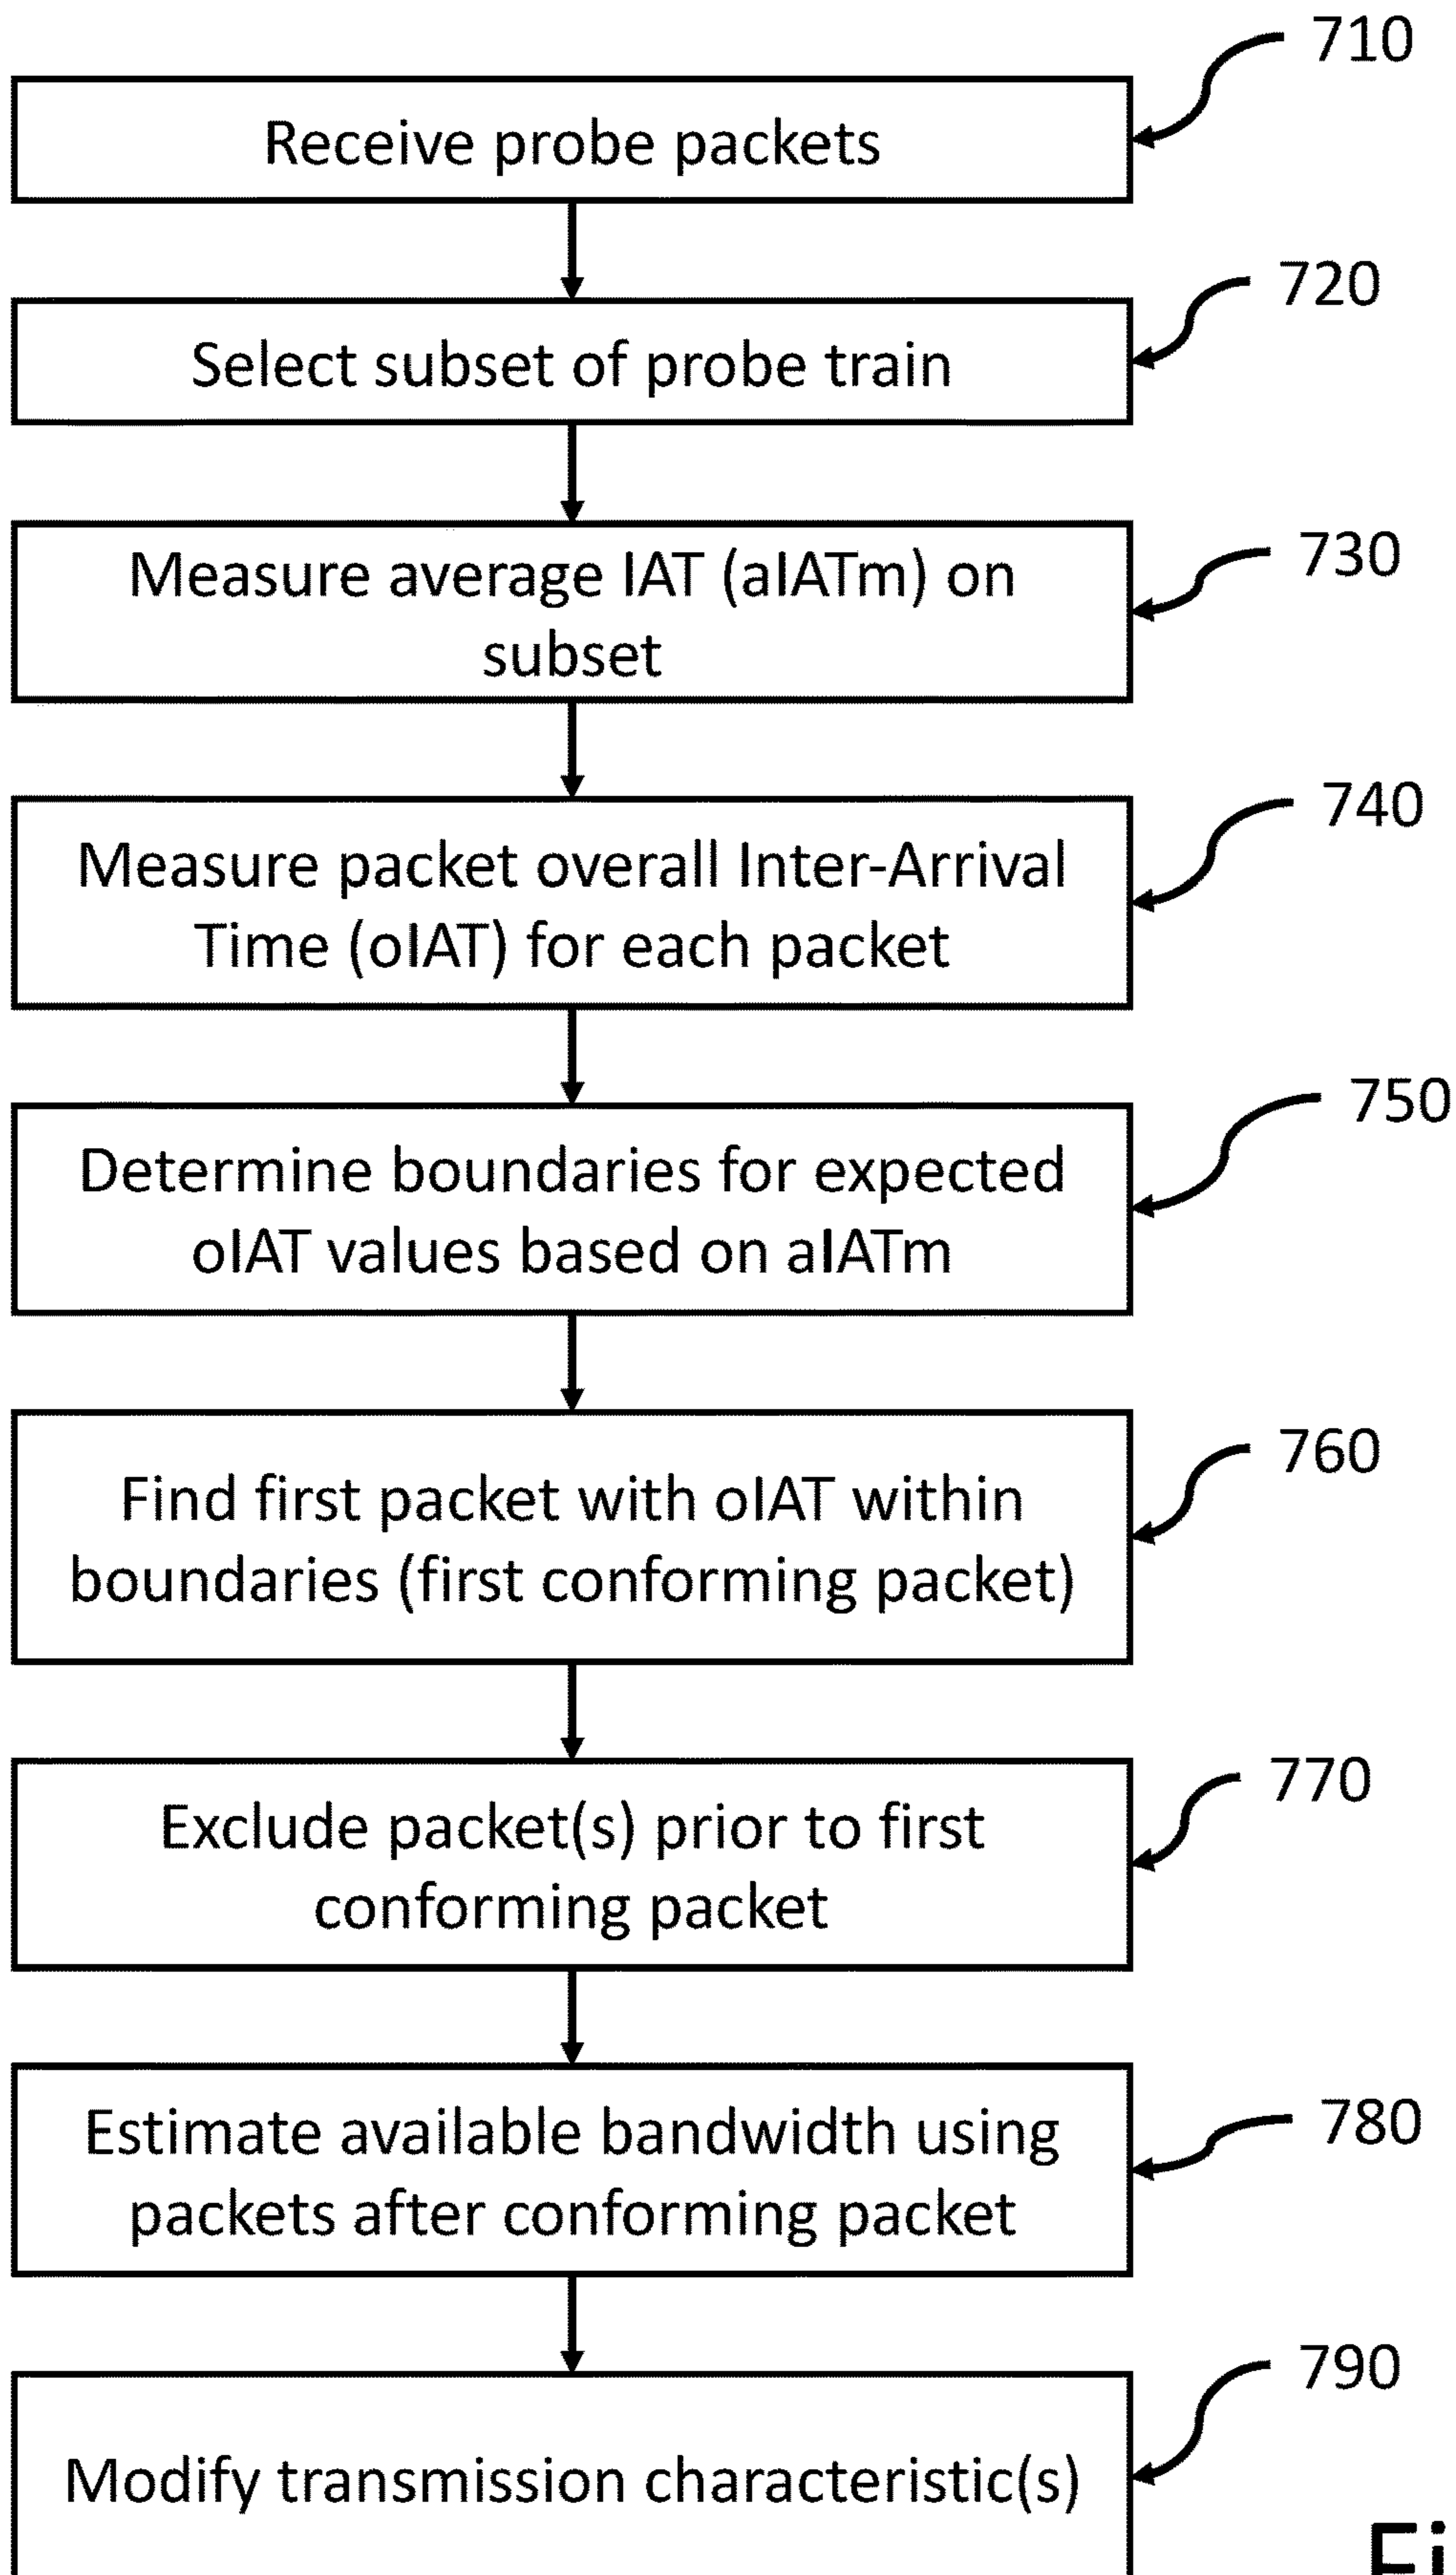 710
Receive probe packets
720
Select subset of probe train
730
Measure average IAT (aIATm) on
subset
740
Measure packet overall Inter-Arrival
Time (oIAT) for each packet
750
Determine boundaries for expected
oIAT values based on aIATm
760
Find first packet with oIAT within
boundaries (first conforming packet)
770
Exclude packet(s) prior to first
conforming packet
780
Estimate available bandwidth using
packets after conforming packet
790
Modify transmission characteristic(s)